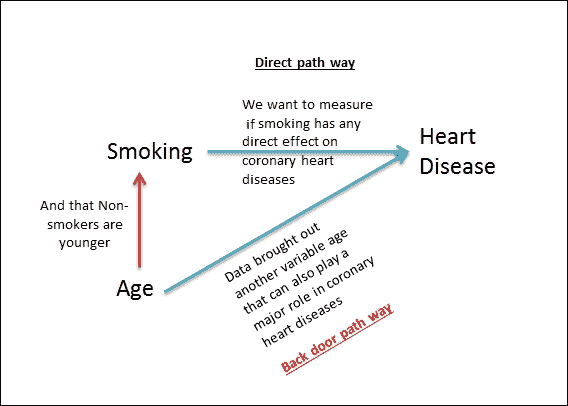 Direct path way
We want to measure
if smoking has any
direct effect on
coronary heart
diseases
Smoking
Heart
Disease
And that Non-
smokers are
younger
Age
Data brought out
another variable age
that can also play a
major role in coronary
heart diseases
Back door path way